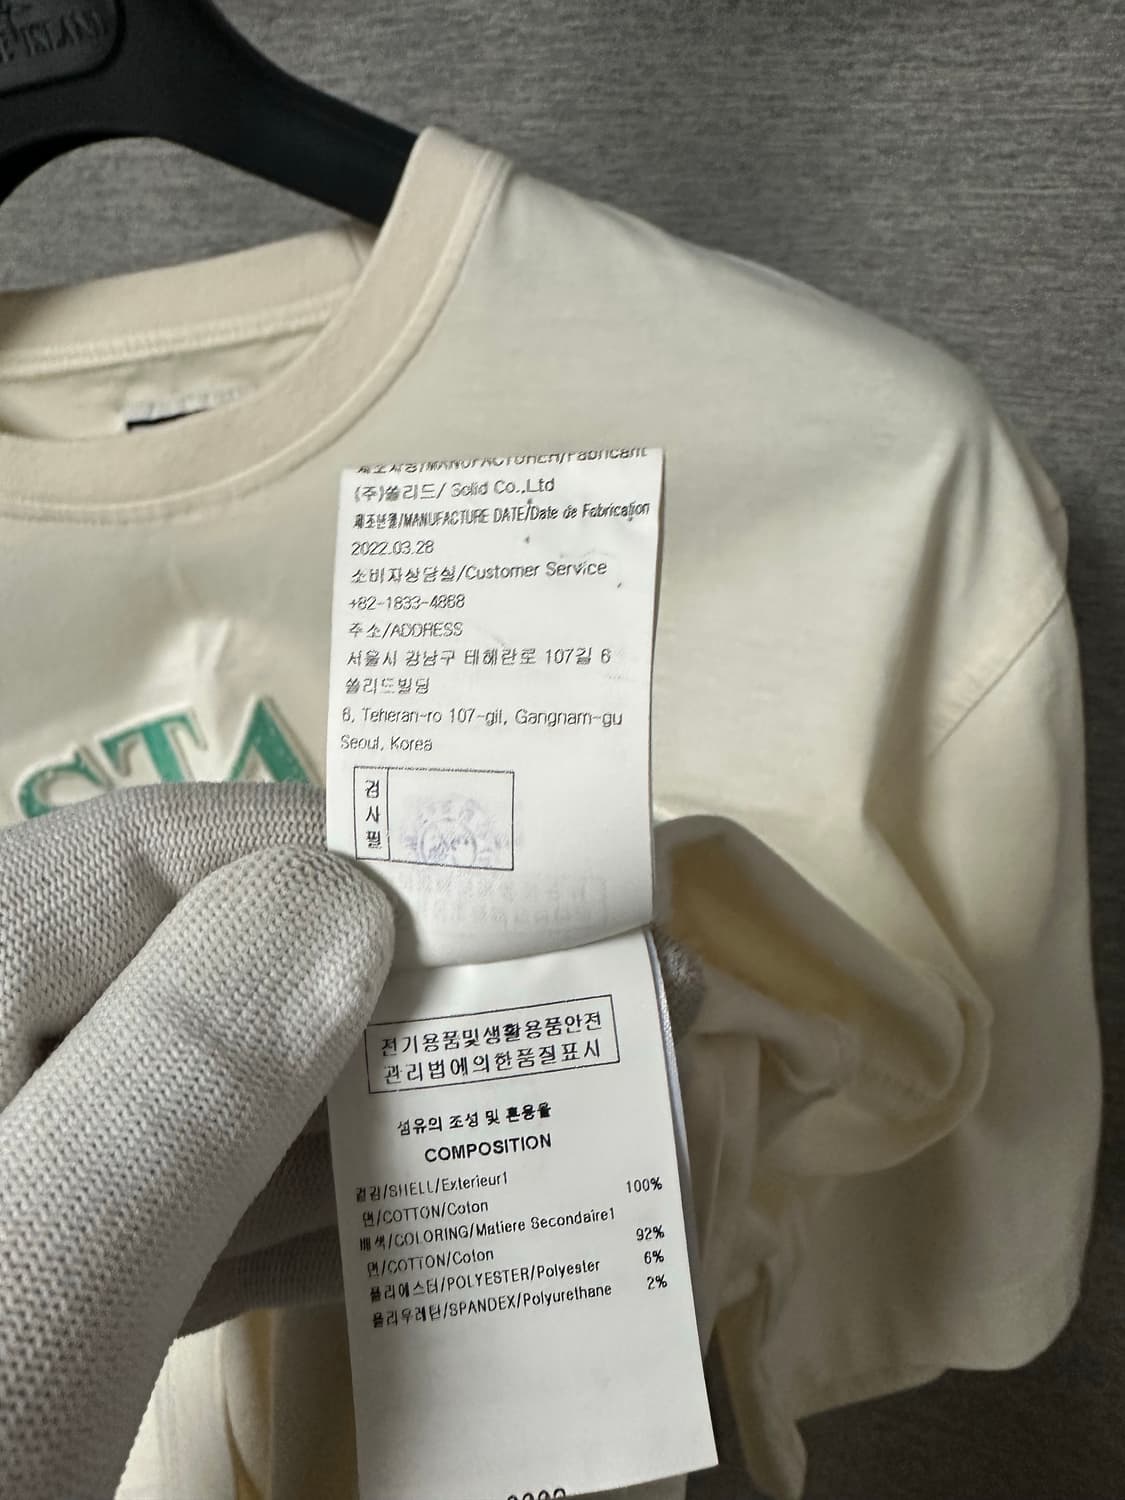 E ISLAND
STA
제조자명/MANUFACTURER/Fabricant
(주)쏠리드/ Solid Co.,Ltd
제조년월/MANUFACTURE DATE/Date de Fabrication
2022.03.28
소비자상담실/Customer Service
+82-1833-4868
주소/ADDRESS
서울시 강남구 테헤란로 107길 6
쏠리드빌딩
6, Teheran-ro 107-gil, Gangnam-gu
Seoul, Korea
검사필
전기용품및생활용품안전
관리법에의한품질표시
섬유의 조성 및 혼용율
COMPOSITION
겉감/SHELL/Exterieur1
면/COTTON/Coton 100%
배색/COLORING/Matiere Secondaire1
면/COTTON/Coton 92%
폴리에스터/POLYESTER/Polyester 6%
폴리우레탄/SPANDEX/Polyurethane 2%